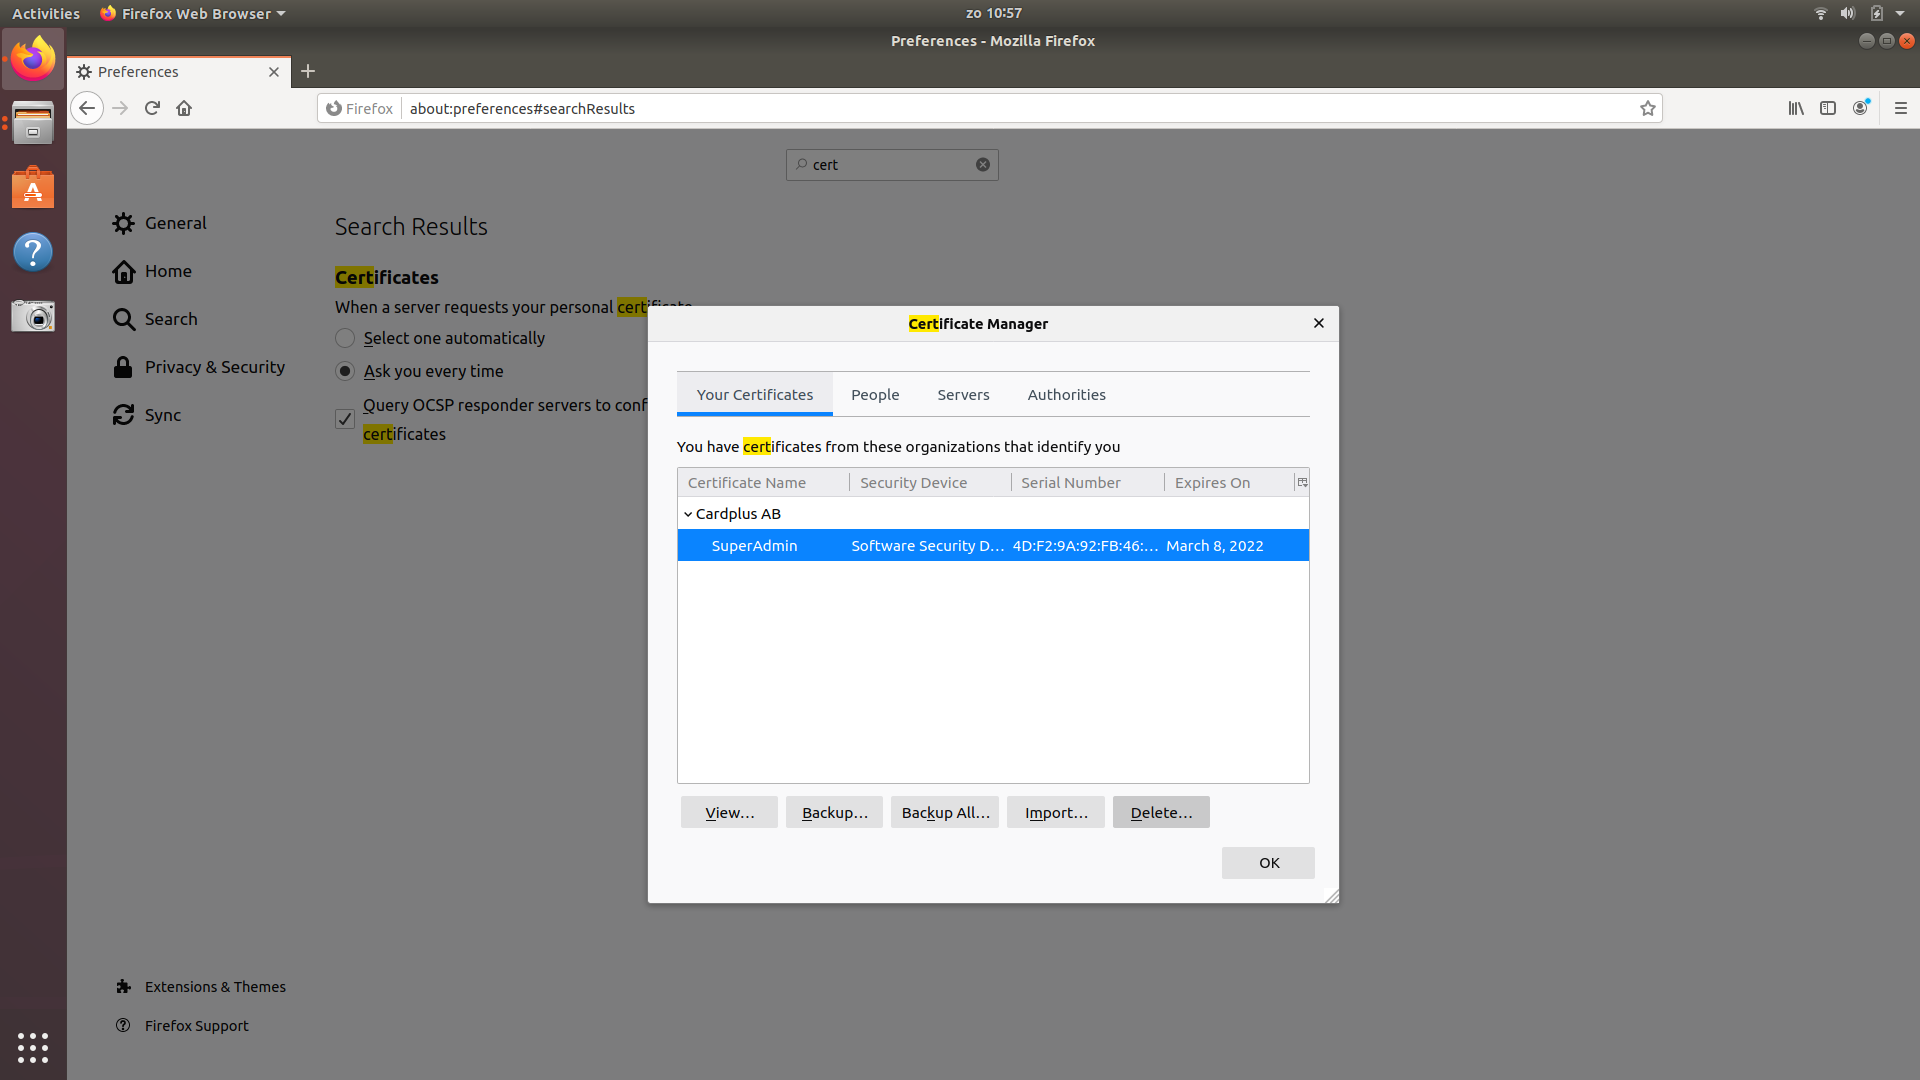 Activities
Firefox Web Browser
zo 10:57
Preferences - Mozilla Firefox
Preferences
Firefox
about:preferences#searchResults
cert
General
Home
Search
Privacy & Security
Sync
Search Results
Certificates
When a server requests your personal certificate
Select one automatically
Ask you every time
Query OCSP responder servers to conf
certificates
Certificate Manager
Your Certificates
People
Servers
Authorities
You have certificates from these organizations that identify you
Certificate Name
Security Device
Serial Number
Expires On
Cardplus AB
SuperAdmin
Software Security D…
4D:F2:9A:92:FB:46:…
March 8, 2022
View…
Backup…
Backup All…
Import…
Delete…
OK
Extensions & Themes
Firefox Support